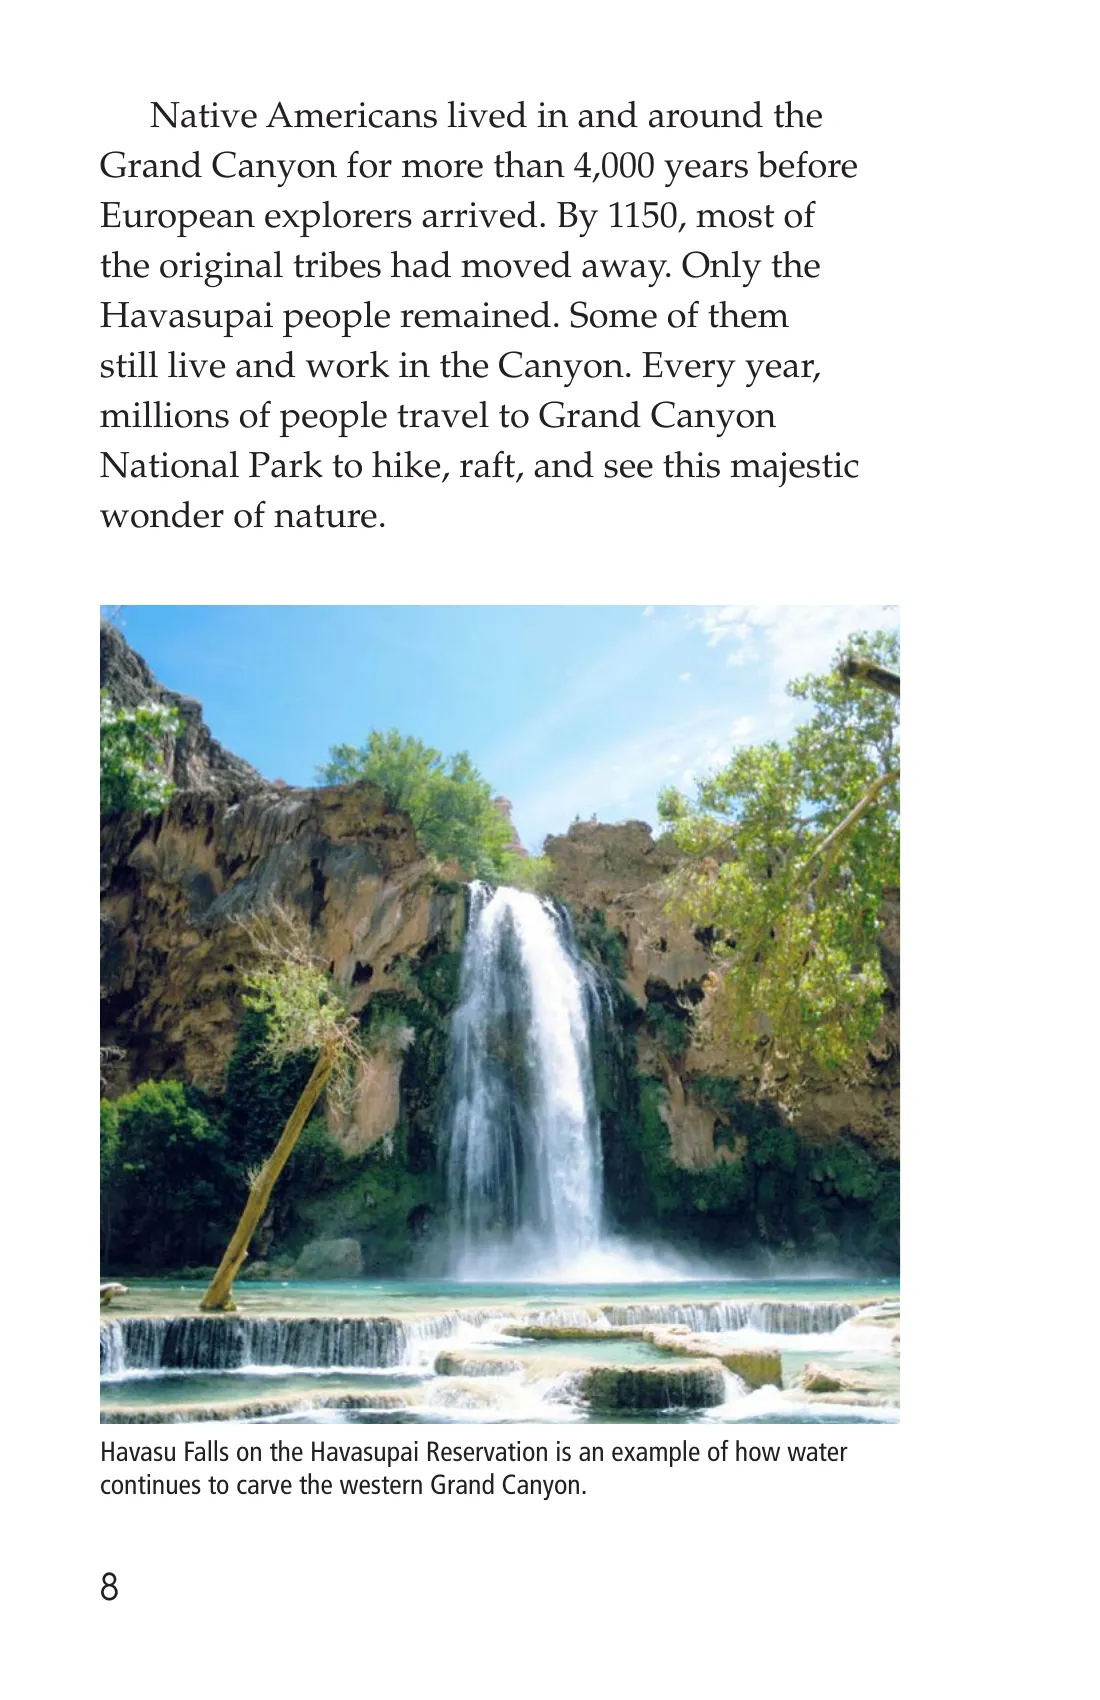 Native Americans lived in and around the
Grand Canyon for more than 4,000 years before
European explorers arrived. By 1150, most of
the original tribes had moved away. Only the
Havasupai people remained. Some of them
still live and work in the Canyon. Every year,
millions of people travel to Grand Canyon
National Park to hike, raft, and see this majestic
wonder of nature.
Havasu Falls on the Havasupai Reservation is an example of how water
continues to carve the western Grand Canyon.
8